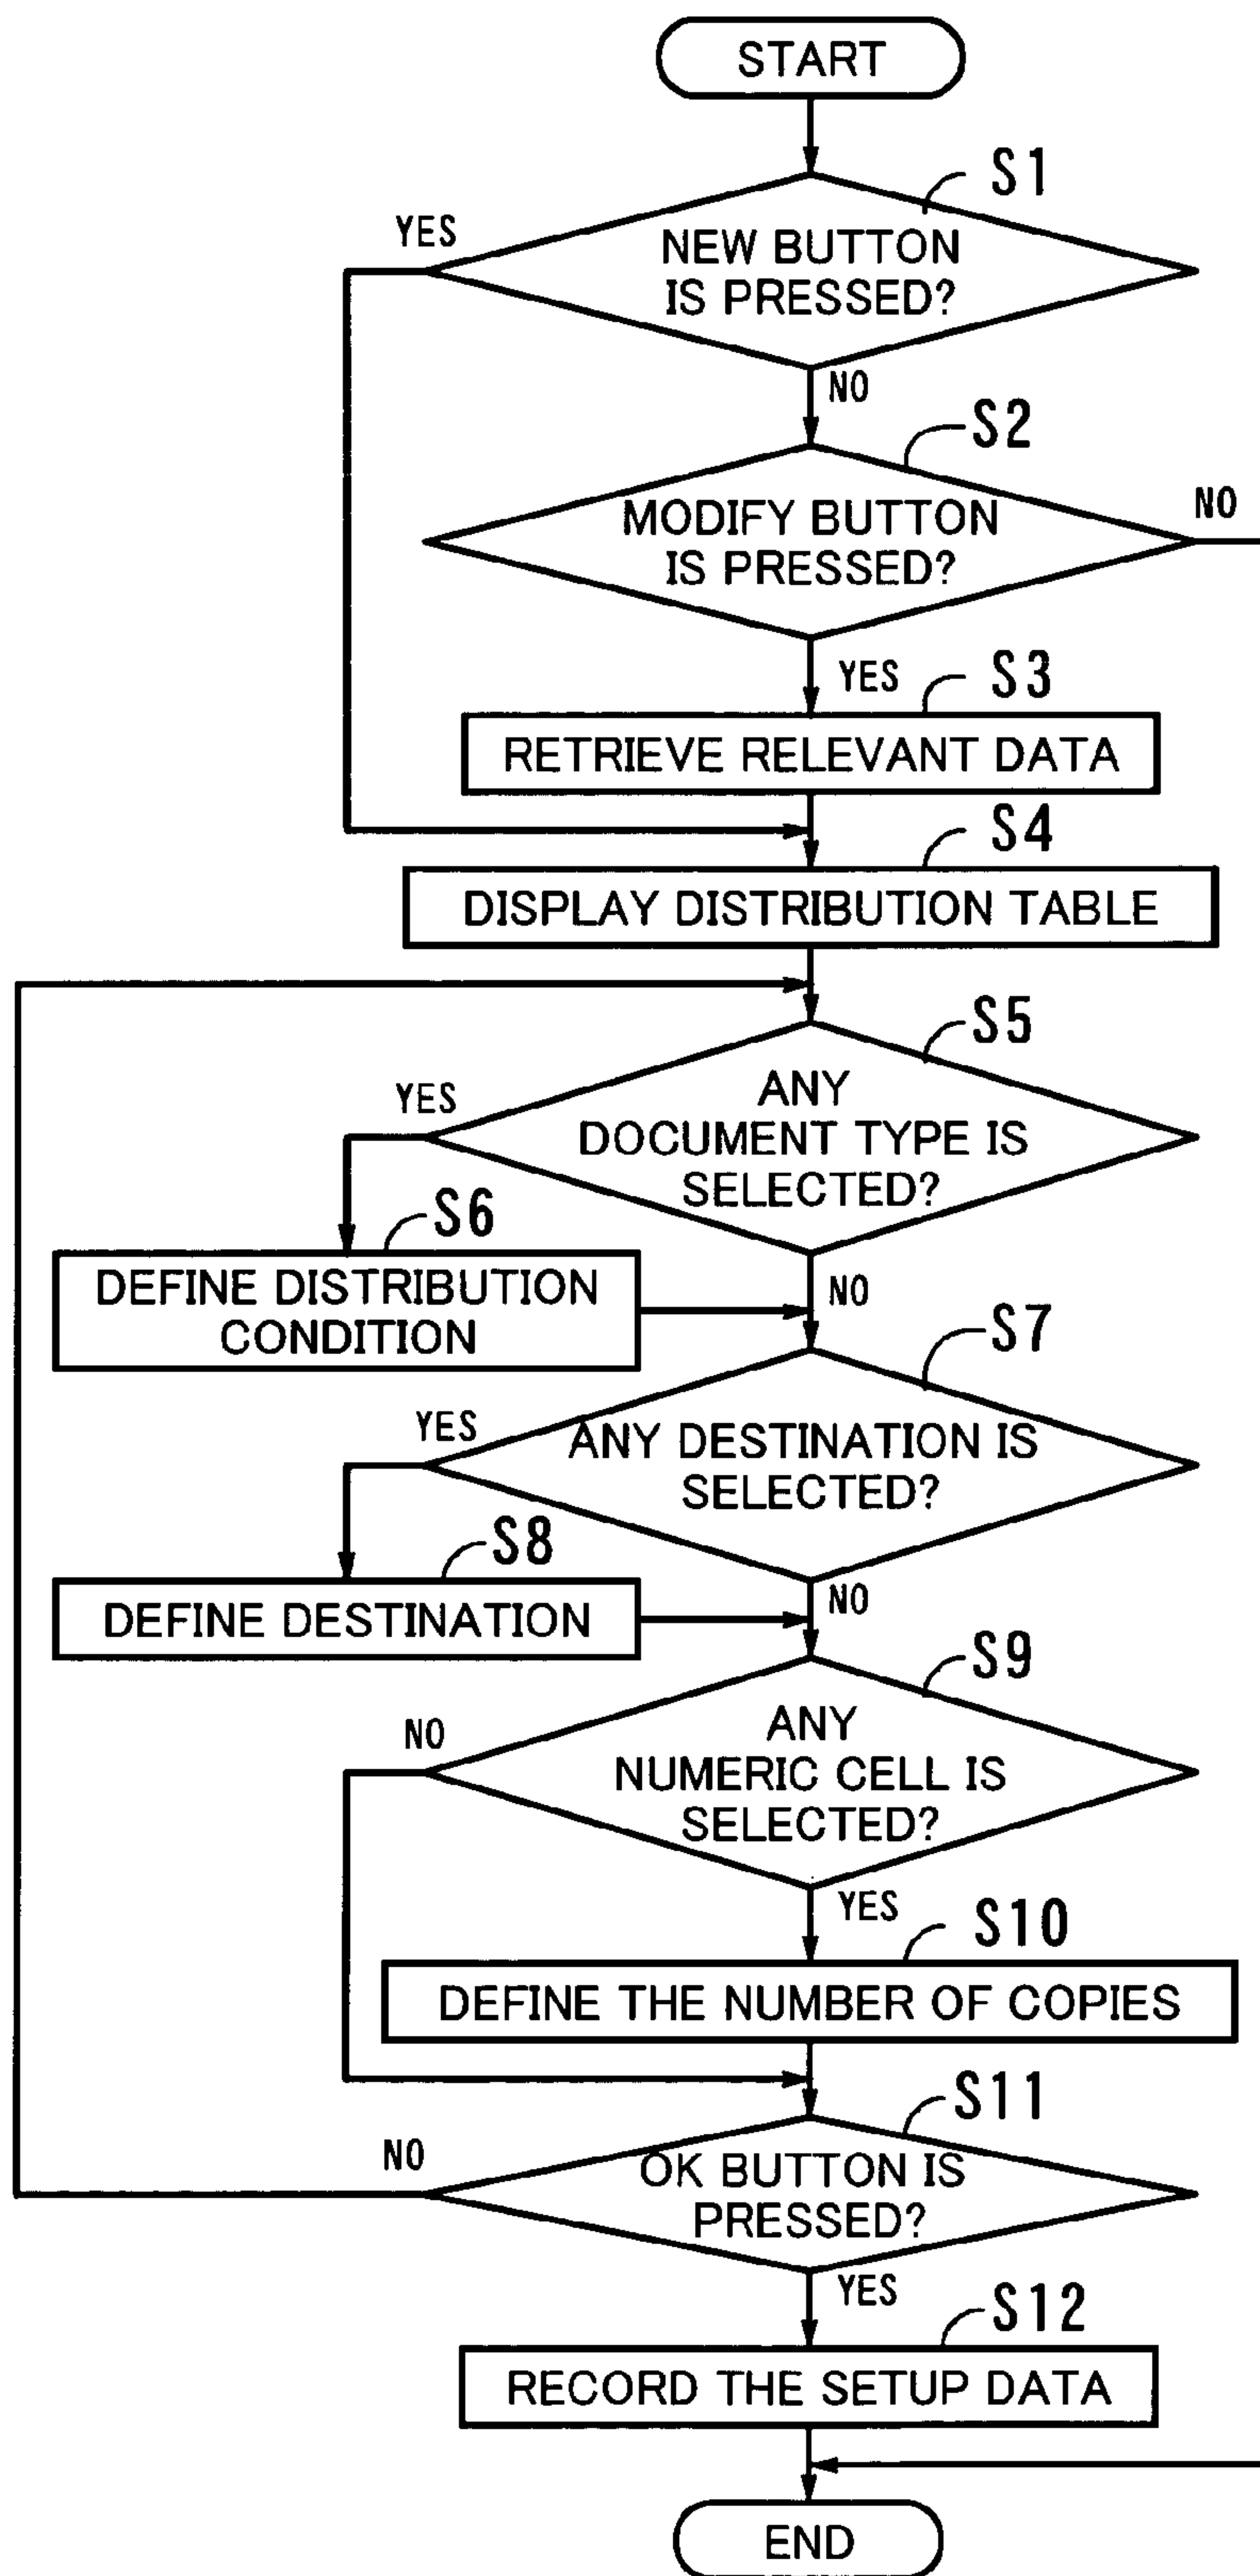 START
S1
YES
NEW BUTTON
IS PRESSED?
NO
S2
MODIFY BUTTON
IS PRESSED?
NO
YES
S3
RETRIEVE RELEVANT DATA
S4
DISPLAY DISTRIBUTION TABLE
S5
YES
ANY
DOCUMENT TYPE IS
SELECTED?
S6
DEFINE DISTRIBUTION
CONDITION
NO
S7
YES
ANY DESTINATION IS
SELECTED?
S8
DEFINE DESTINATION
NO
S9
NO
ANY
NUMERIC CELL IS
SELECTED?
YES
S10
DEFINE THE NUMBER OF COPIES
S11
NO
OK BUTTON IS
PRESSED?
YES
S12
RECORD THE SETUP DATA
END